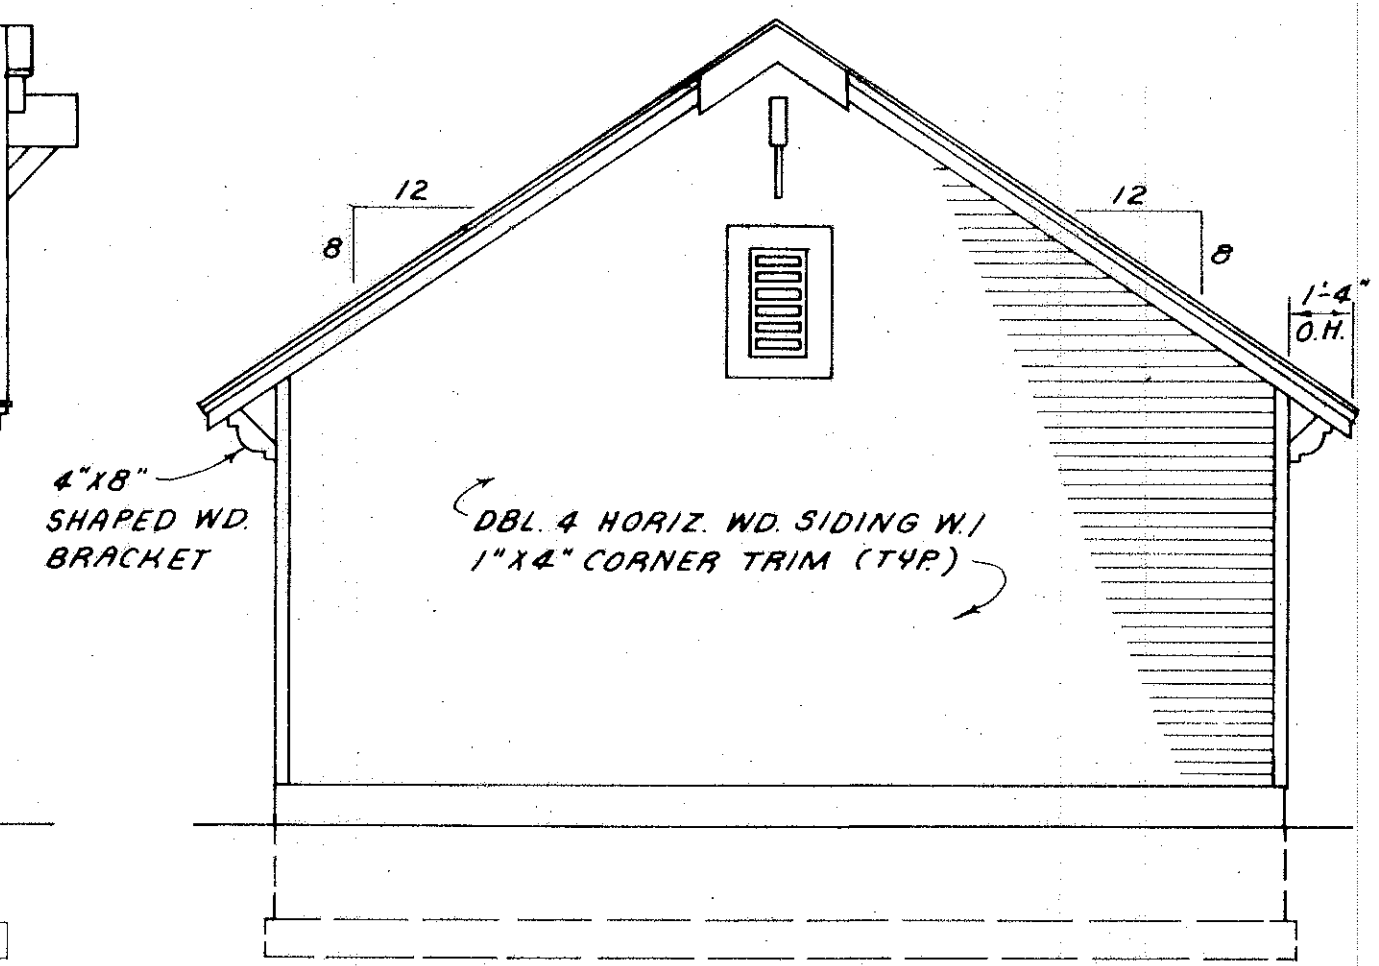 12
8
12
8
1'-4"
O.H.
4"X8"
SHAPED WD.
BRACKET
DBL. 4 HORIZ. WD. SIDING W./
1"X4" CORNER TRIM (TYP.)